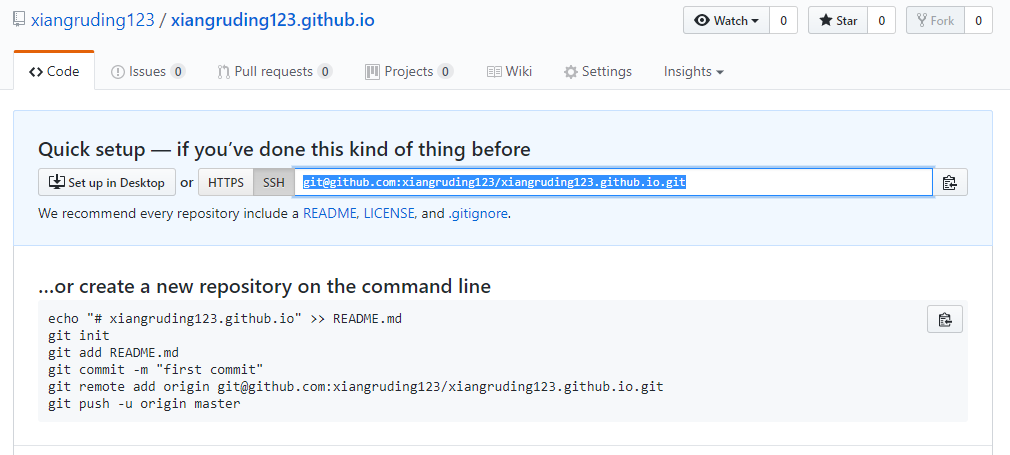 xiangruding123 / xiangruding123.github.io
Watch 0 Star 0 Fork 0
Code Issues 0 Pull requests 0 Projects 0 Wiki Settings Insights
Quick setup — if you’ve done this kind of thing before
Set up in Desktop or HTTPS SSH git@github.com:xiangruding123/xiangruding123.github.io.git
We recommend every repository include a README, LICENSE, and .gitignore.
…or create a new repository on the command line
echo "# xiangruding123.github.io" >> README.md
git init
git add README.md
git commit -m "first commit"
git remote add origin git@github.com:xiangruding123/xiangruding123.github.io.git
git push -u origin master